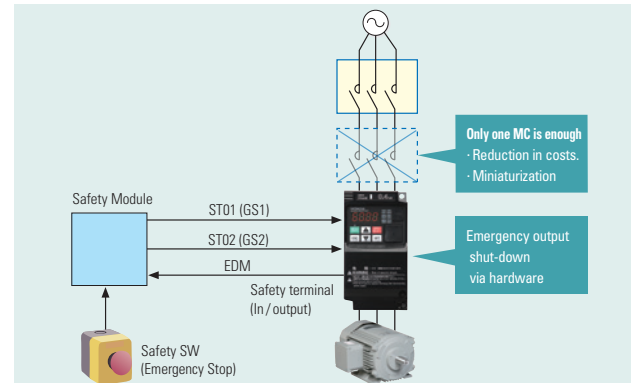 Only one MC is enough
· Reduction in costs.
· Miniaturization
Safety Module
ST01 (GS1)
ST02 (GS2)
EDM
Safety terminal
(In / output)
Emergency output
shut-down
via hardware
Safety SW
(Emergency Stop)